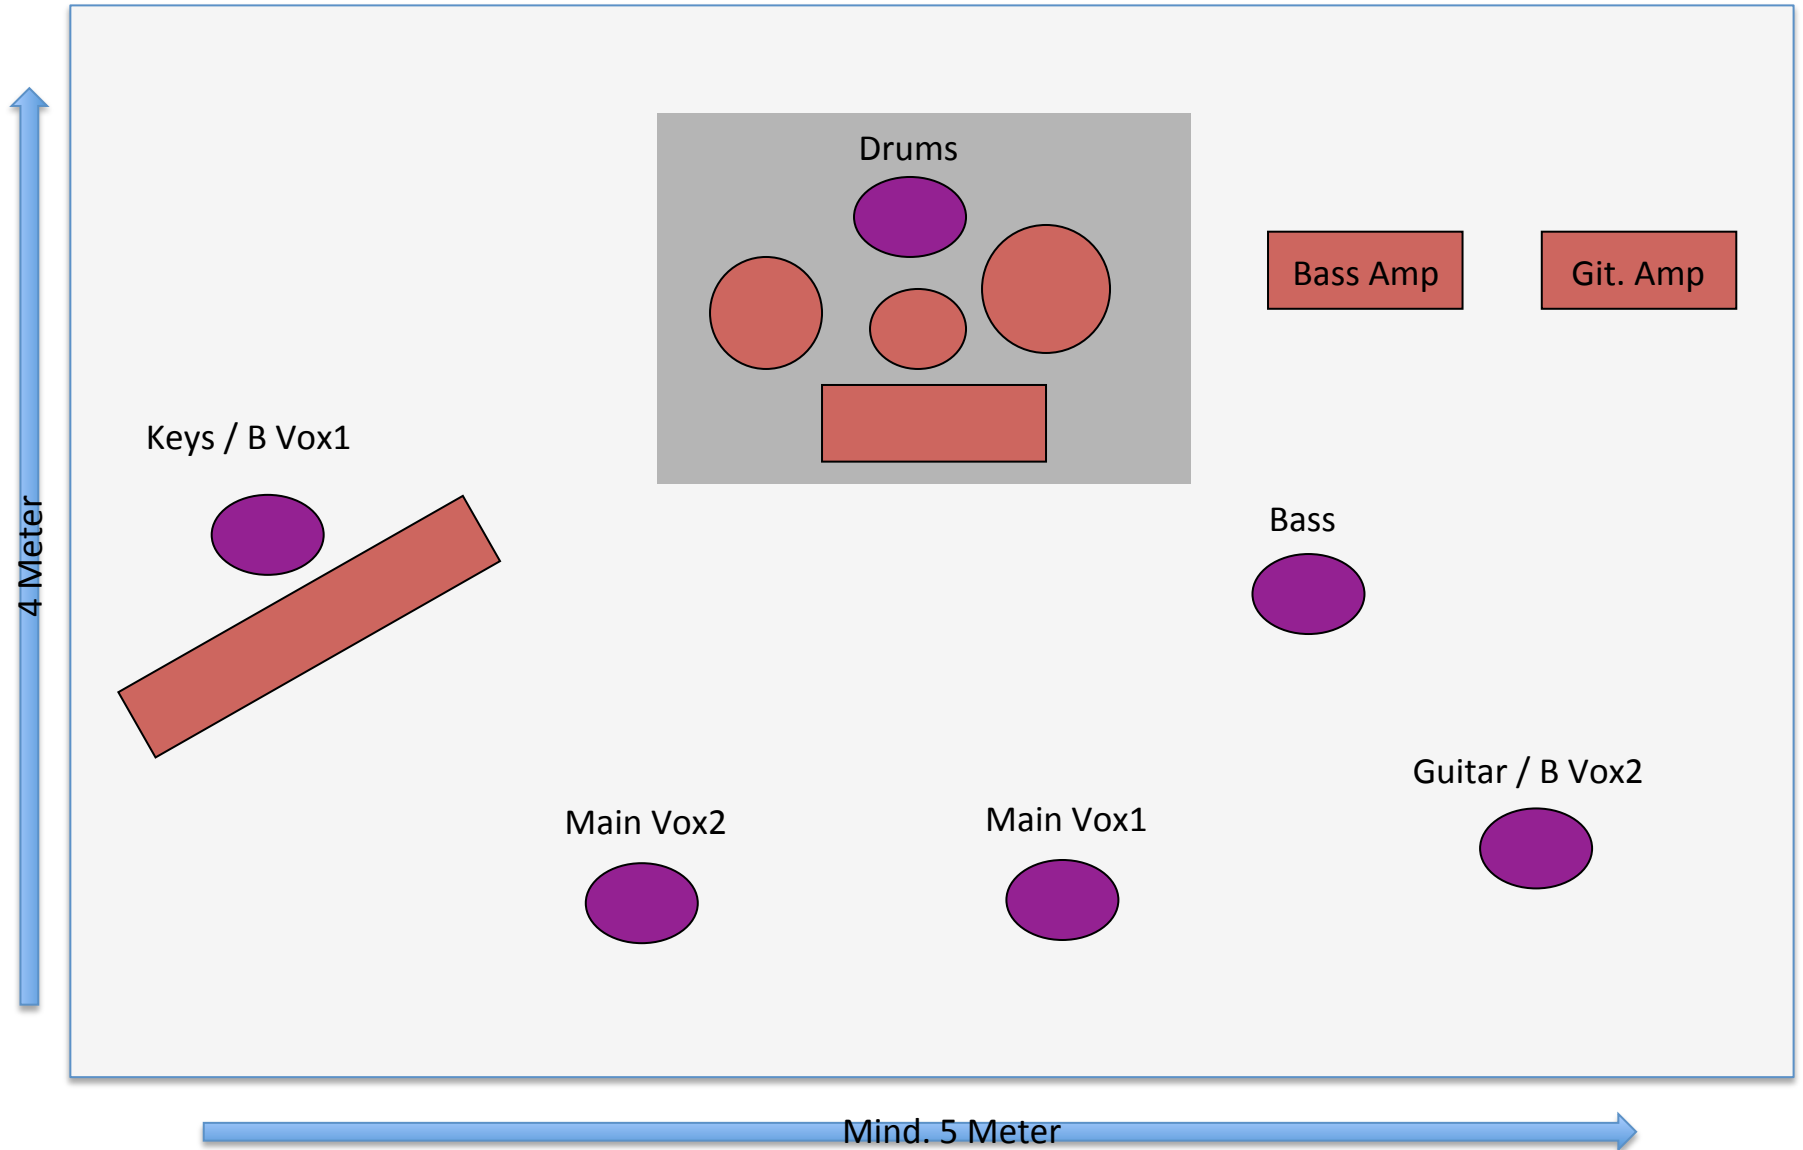 Drums
Bass Amp
Git. Amp
Keys / B Vox1
4 Meter
Bass
Guitar / B Vox2
Main Vox2
Main Vox1
Mind. 5 Meter